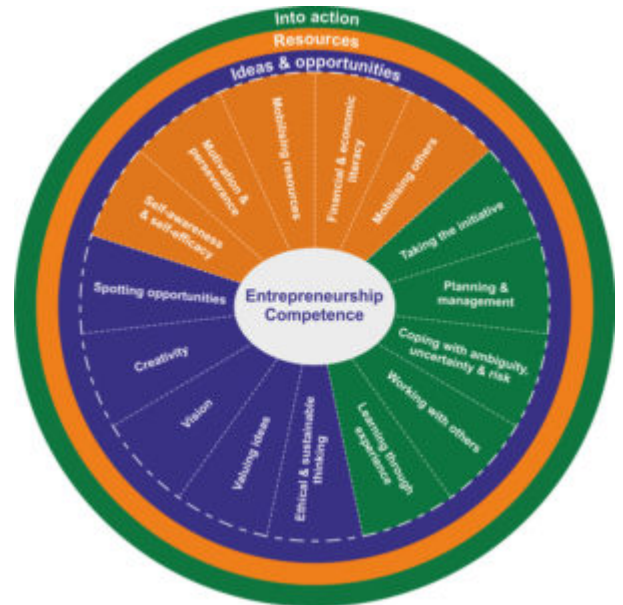 Into action
Resources
Ideas & opportunities
Self-awareness
& self-efficacy
Motivation &
perseverance
Mobilising resources
Financial & economic
literacy
Mobilising others
Taking the initiative
Planning &
management
Coping with ambiguity,
uncertainty & risk
Working with others
Learning through
experience
Ethical & sustainable
thinking
Valuing ideas
Vision
Creativity
Spotting opportunities
Entrepreneurship
Competence